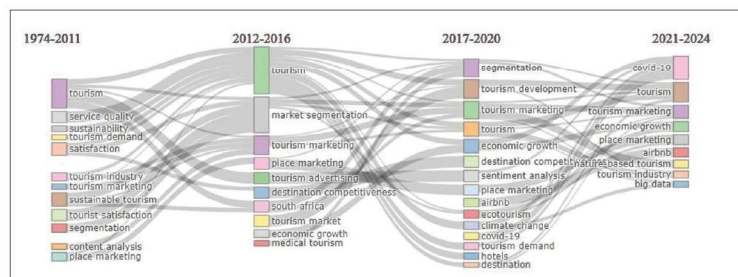 1974-2011
tourism
service quality
sustainability
tourism demand
satisfaction
tourism industry
tourism marketing
sustainable tourism
tourist satisfaction
segmentation
content analysis
place marketing
2012-2016
tourism
market segmentation
tourism marketing
place marketing
tourism advertising
destination competitiveness
south africa
tourism market
economic growth
medical tourism
2017-2020
segmentation
tourism development
tourism marketing
tourism
economic growth
destination competitiveness
sentiment analysis
place marketing
airbnb
ecotourism
climate change
covid-19
tourism demand
hotels
destination
2021-2024
covid-19
tourism
tourism marketing
economic growth
place marketing
airbnb
nature-based tourism
tourism industry
big data